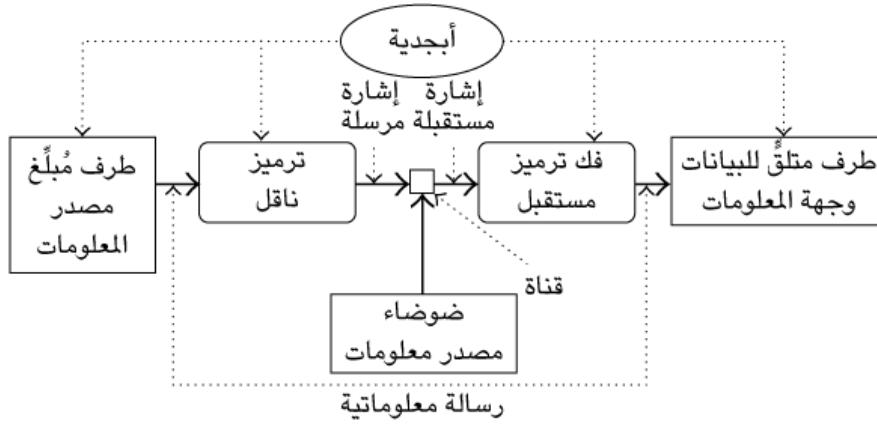 أبجدية
إشارة
مرسلة
إشارة
مستقبلة
طرف مُبلِّغ
مصدر
المعلومات
ترميز
ناقل
فك ترميز
مستقبل
طرف متلقٍّ للبيانات
وجهة المعلومات
قناة
ضوضاء
مصدر معلومات
رسالة معلوماتية